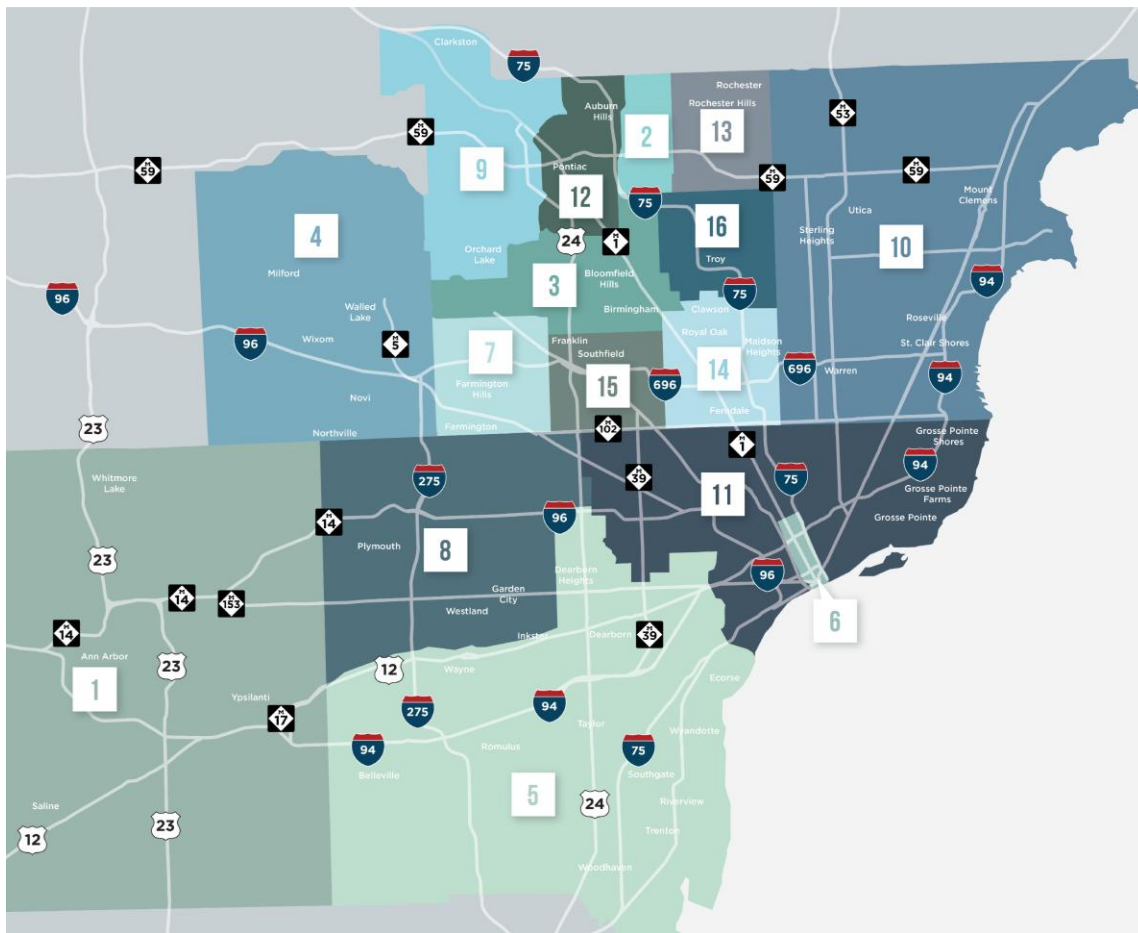 Clarkston
75
Auburn
Hills
2
Rochester
Rochester Hills
13
M
53
M
59
M
59
9
Pontiac
12
M
59
M
59
Mount
Clemens
4
75
16
Utica
Sterling
Heights
10
24
M
1
Orchard
Lake
Milford
3
Bloomfield
Hills
Troy
96
75
94
Walled
Lake
Birmingham
Clawson
Roseville
Wixom
96
M
5
7
Franklin
Southfield
Royal Oak
Maidson
Heights
St. Clair Shores
15
14
696
696
Warren
94
Farmington
Hills
Novi
Ferndale
23
Northville
Farmington
M
102
M
1
Grosse Pointe
Shores
94
Whitmore
Lake
275
M
39
75
Grosse Pointe
Farms
11
M
14
96
Grosse Pointe
Plymouth
8
23
Dearborn
Heights
96
M
14
M
153
Garden
City
Westland
6
M
14
Inkster
Dearborn
M
39
Ann Arbor
23
12
Wayne
Ecorse
1
Ypsilanti
M
17
275
94
Taylor
Wyandotte
94
Romulus
75
Belleville
Southgate
5
Saline
24
Riverview
12
23
Trenton
Woodhaven